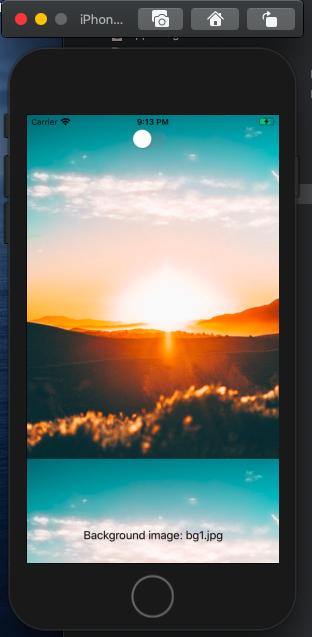 iPhon...
Carrier
9:13 PM
Background image: bg1.jpg